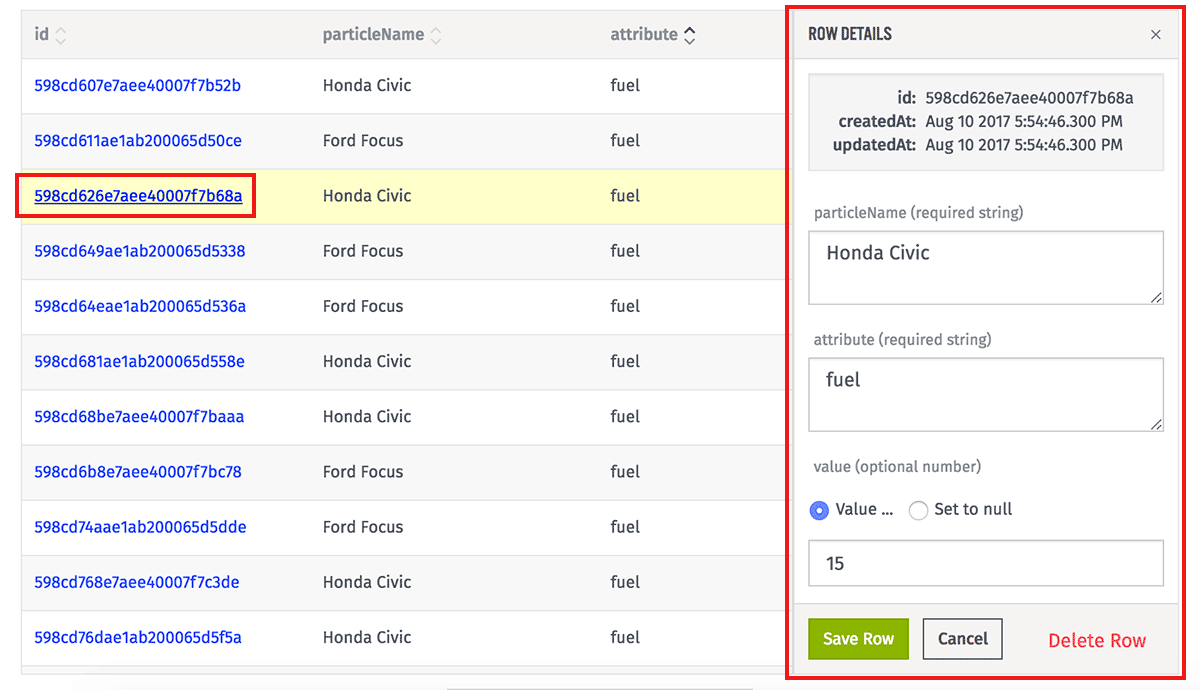 id particleName attribute
598cd607e7aee40007f7b52b Honda Civic fuel
598cd611ae1ab200065d50ce Ford Focus fuel
598cd626e7aee40007f7b68a Honda Civic fuel
598cd649ae1ab200065d5338 Ford Focus fuel
598cd64eae1ab200065d536a Ford Focus fuel
598cd681ae1ab200065d558e Honda Civic fuel
598cd68be7aee40007f7baaa Honda Civic fuel
598cd6b8e7aee40007f7bc78 Ford Focus fuel
598cd74aae1ab200065d5dde Ford Focus fuel
598cd768e7aee40007f7c3de Honda Civic fuel
598cd76dae1ab200065d5f5a Honda Civic fuel
ROW DETAILS ×
id: 598cd626e7aee40007f7b68a
createdAt: Aug 10 2017 5:54:46.300 PM
updatedAt: Aug 10 2017 5:54:46.300 PM
particleName (required string)
Honda Civic
attribute (required string)
fuel
value (optional number)
Value ... Set to null
15
Save Row Cancel Delete Row